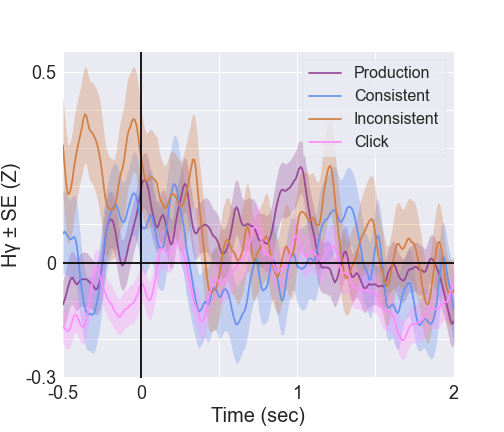 Hγ ± SE (Z)
0.5
0
-0.3
Production
Consistent
Inconsistent
Click
-0.5 0 1 2
Time (sec)